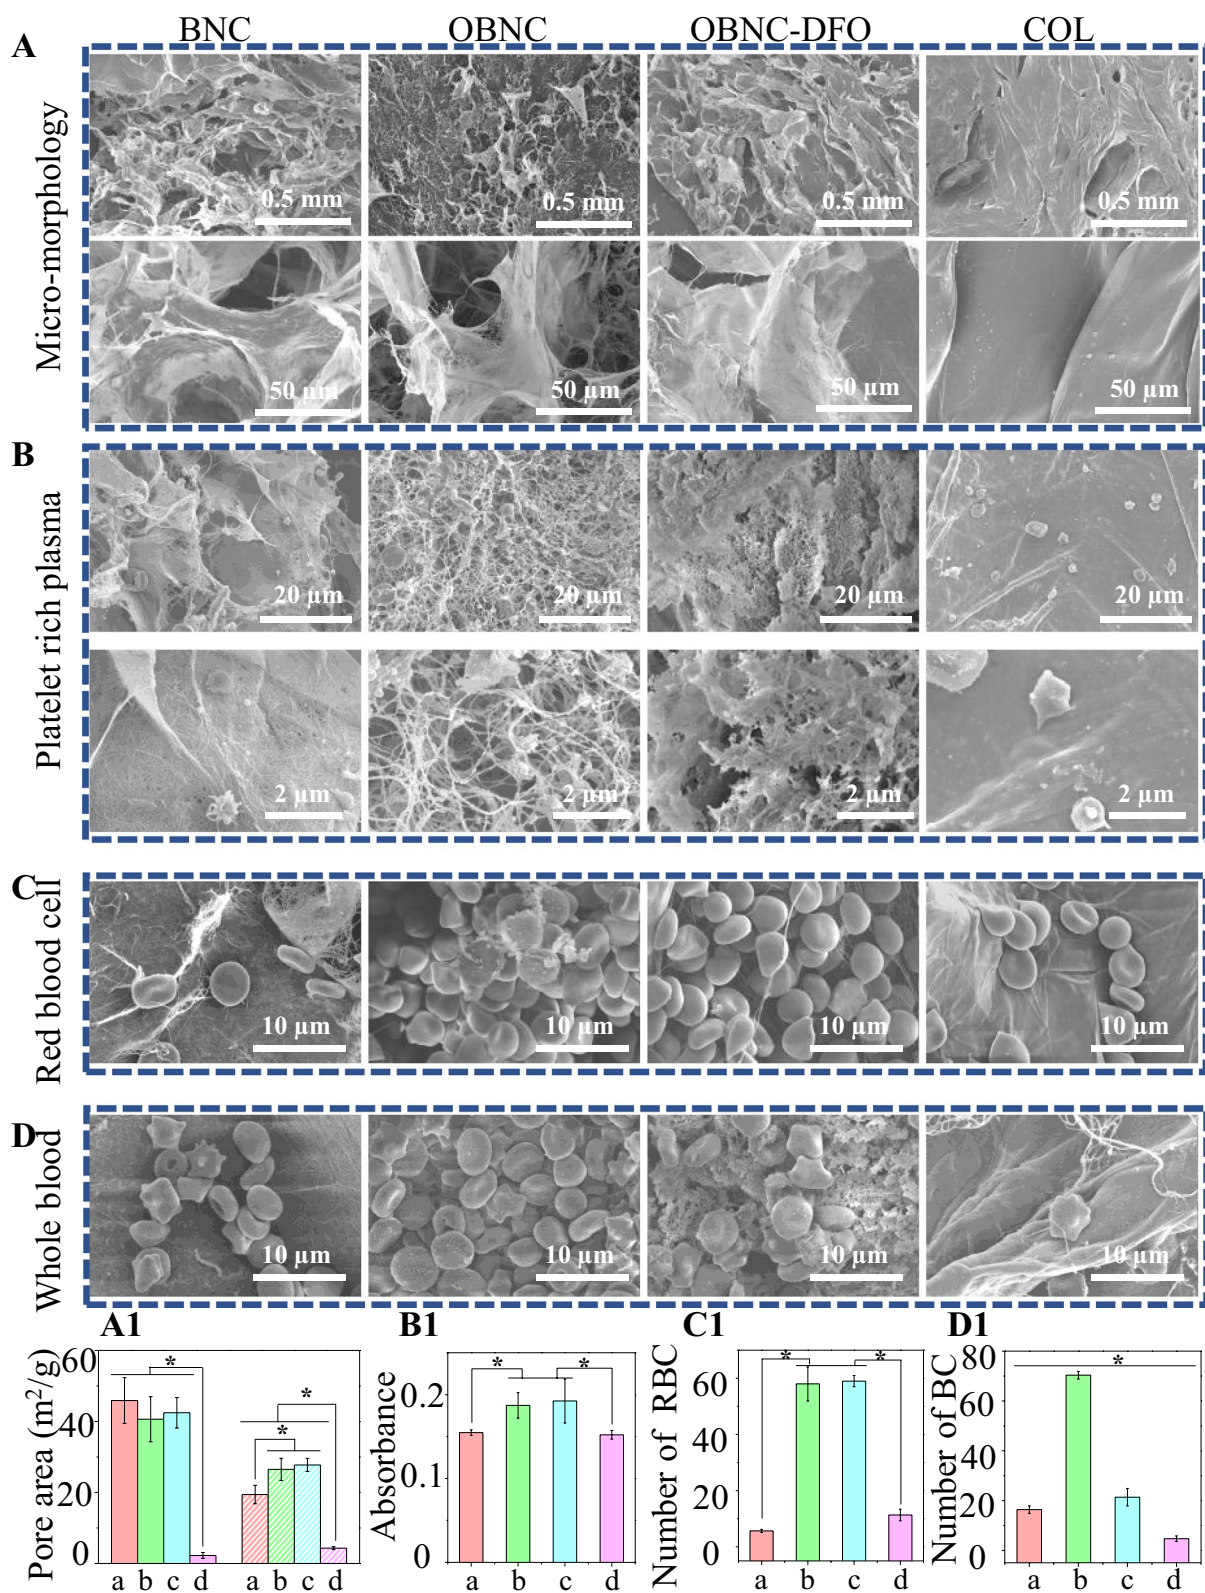 BNC OBNC OBNC-DFO COL
A
Micro-morphology
0.5 mm 0.5 mm 0.5 mm 0.5 mm
50 μm 50 μm 50 μm 50 μm
B
Platelet rich plasma
20 μm 20 μm 20 μm 20 μm
2 μm 2 μm 2 μm 2 μm
C
Red blood cell
10 μm 10 μm 10 μm 10 μm
D
Whole blood
10 μm 10 μm 10 μm 10 μm
A1
Pore area (m²/g)
60
40
20
0
* * *
a b c d a b c d
B1
Absorbance
0.2
0.1
0
* *
a b c d
C1
Number of RBC
60
40
20
0
* *
a b c d
D1
Number of BC
80
60
40
20
0
*
a b c d